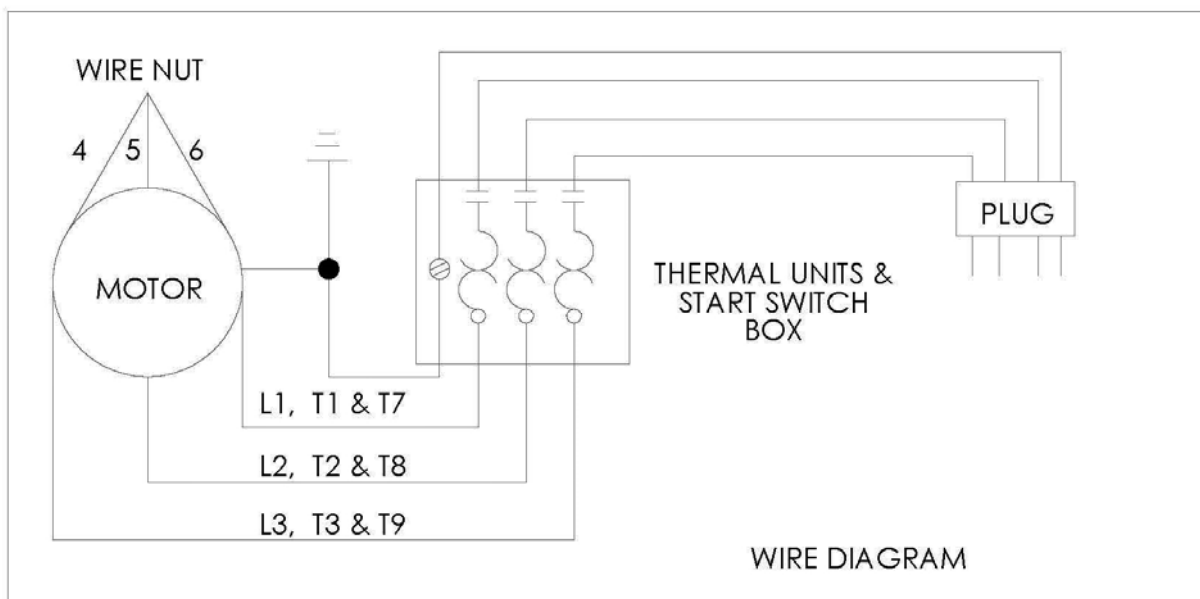 WIRE NUT
4 5 6
MOTOR
PLUG
THERMAL UNITS &
START SWITCH
BOX
L1, T1 & T7
L2, T2 & T8
L3, T3 & T9
WIRE DIAGRAM